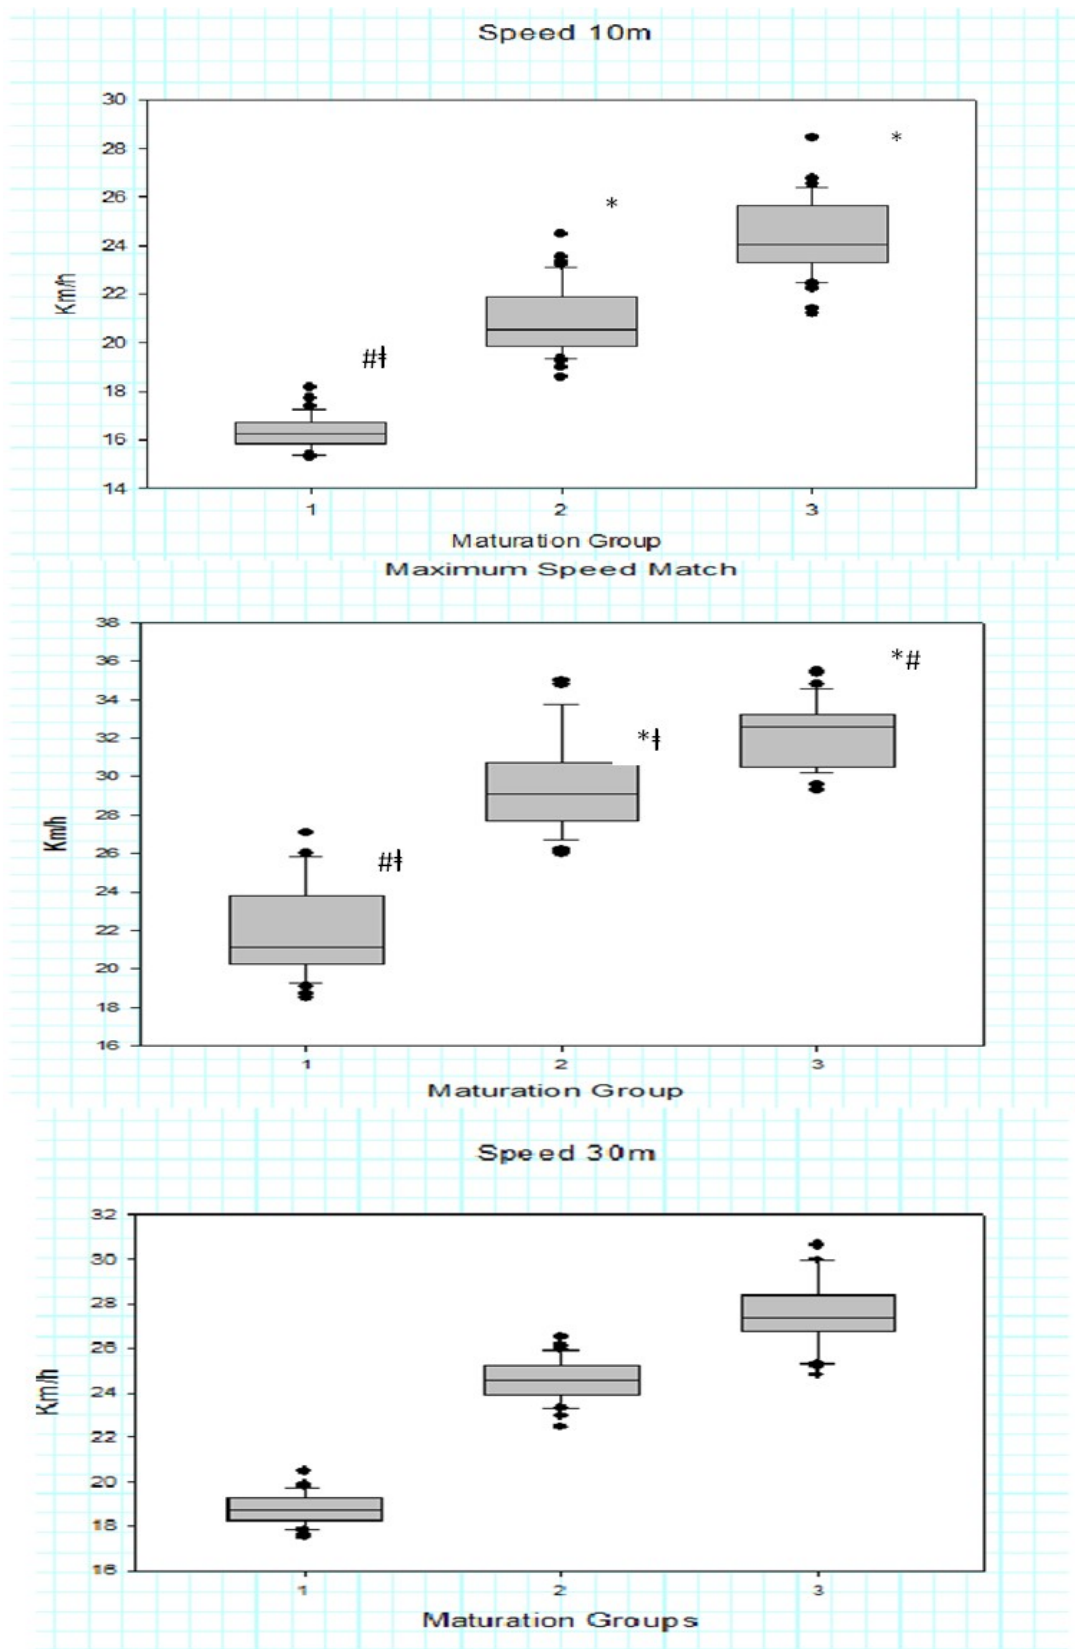 Speed 10m
30
28
*
26
*
24
22
20
#ǂ
18
16
14
Km/h
1 2 3
Maturation Group
Maximum Speed Match
38
36
*#
34
32
*ǂ
30
28
26
#ǂ
24
22
20
18
16
Km/h
1 2 3
Maturation Group
Speed 30m
32
30
28
26
24
22
20
18
16
Km/h
1 2 3
Maturation Groups